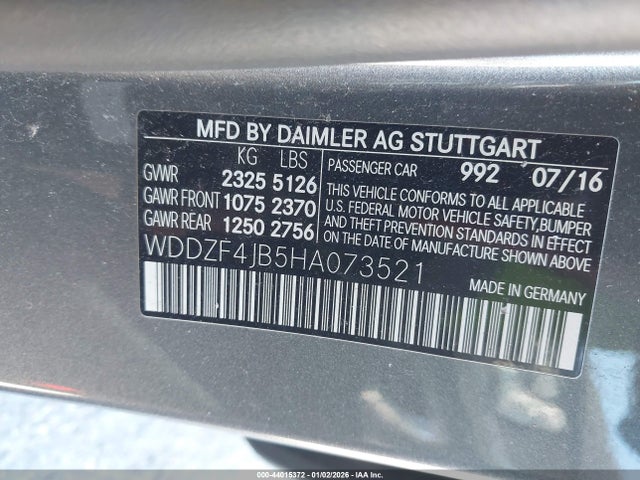 MFD BY DAIMLER AG STUTTGART
KG LBS
GVWR 2325 5126
GAWR FRONT 1075 2370
GAWR REAR 1250 2756
PASSENGER CAR 992 07/16
THIS VEHICLE CONFORMS TO ALL APPLICABLE
U.S. FEDERAL MOTOR VEHICLE SAFETY, BUMPER
AND THEFT PREVENTION STANDARDS IN EFFECT
ON THE DATE OF MANUFACTURE SHOWN ABOVE.
WDDZF4JB5HA073521
MADE IN GERMANY
000-44015372 - 01/02/2026 - IAA Inc.